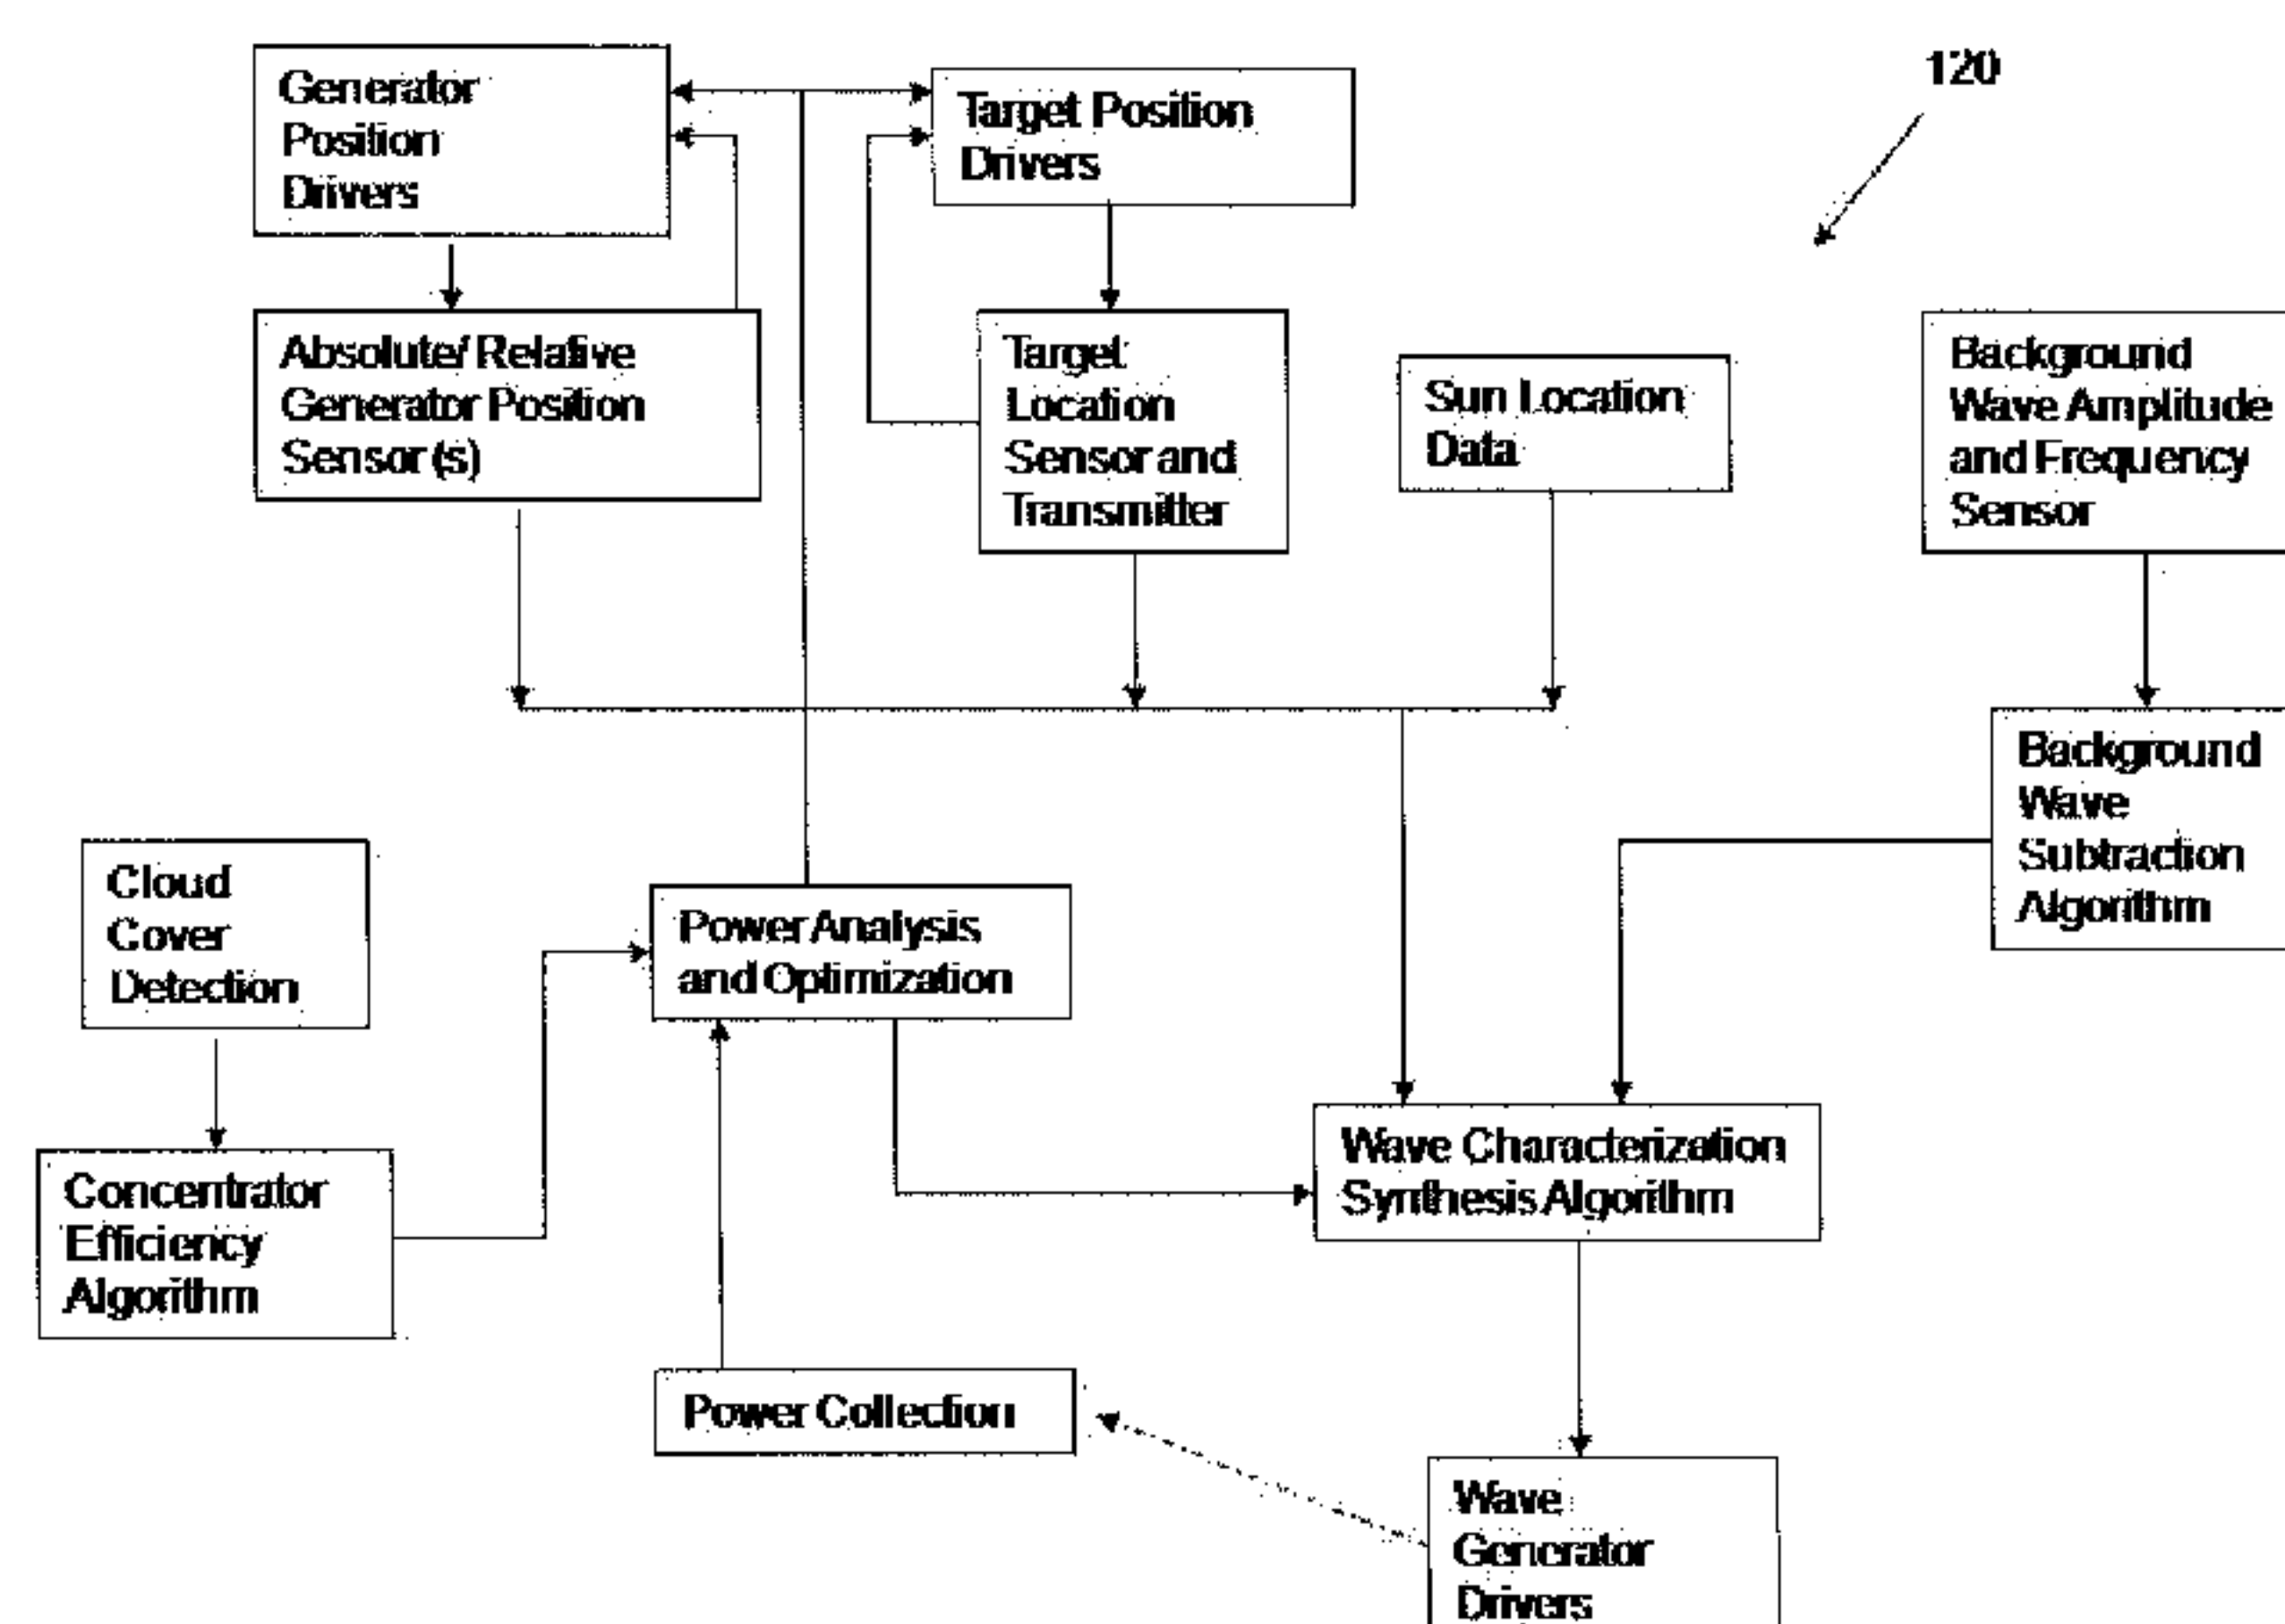 Generator
Position
Drivers
Target Position
Drivers
120
Absolute/ Relative
Generator Position
Sensor (s)
Target
Location
Sensor and
Transmitter
Sun Location
Data
Background
Wave Amplitude
and Frequency
Sensor
Background
Wave
Subtraction
Algorithm
Cloud
Cover
Detection
Power Analysis
and Optimization
Concentrator
Efficiency
Algorithm
Wave Characterization
Synthesis Algorithm
Power Collection
Wave
Generator
Drivers